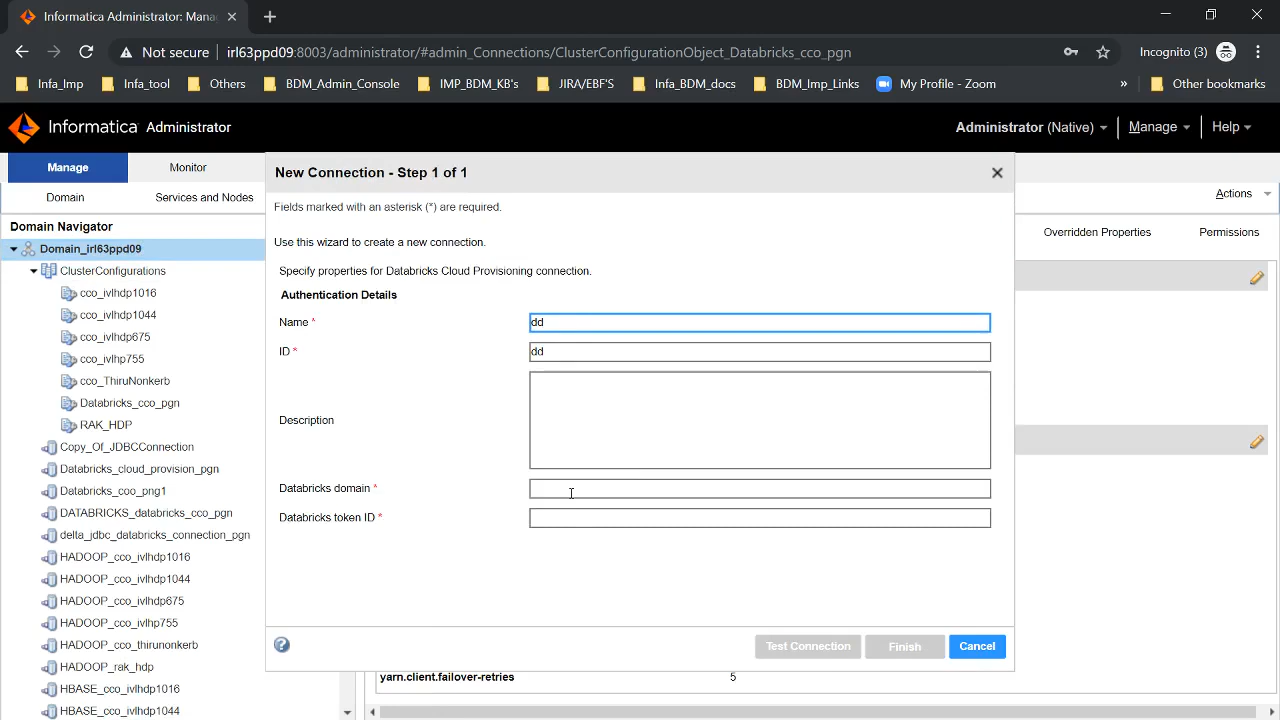 Informatica Administrator: Mana
Not secure
irl63ppd09:8003/administrator/#admin_Connections/ClusterConfigurationObject_Databricks_cco_pgn
Incognito (3)
Infa_Imp
Infa_tool
Others
BDM_Admin_Console
IMP_BDM_KB's
JIRA/EBF'S
Infa_BDM_docs
BDM_Imp_Links
My Profile - Zoom
»
Other bookmarks
Informatica Administrator
Administrator (Native)
Manage
Help
Manage
Monitor
Domain
Services and Nodes
Actions
Domain Navigator
Overridden Properties
Permissions
Domain_irl63ppd09
ClusterConfigurations
cco_ivlhdp1016
cco_ivlhp1044
cco_ivlhdp675
cco_ivlhp755
cco_ThiruNonkerb
Databricks_cco_pgn
RAK_HDP
Copy_Of_JDBCConnection
Databricks_cloud_provision_pgn
Databricks_coo_png1
DATABRICKS_databricks_cco_pgn
delta_jdbc_databricks_connection_pgn
HADOOP_cco_ivlhdp1016
HADOOP_cco_ivlhdp1044
HADOOP_cco_ivlhdp675
HADOOP_cco_ivlhp755
HADOOP_cco_thirunonkerb
HADOOP_rak_hdp
HBASE_cco_ivlhdp1016
HBASE_cco_ivlhdp1044
New Connection - Step 1 of 1
Fields marked with an asterisk (*) are required.
Use this wizard to create a new connection.
Specify properties for Databricks Cloud Provisioning connection.
Authentication Details
Name *
dd
ID *
dd
Description
Databricks domain *
Databricks token ID *
?
Test Connection
Finish
Cancel
yarn.client.failover-retries
5